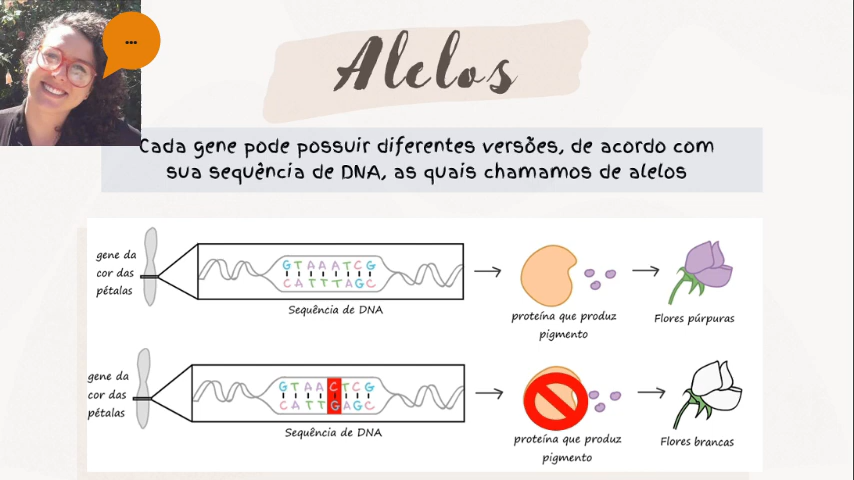 ...
Alelos
Cada gene pode possuir diferentes versões, de acordo com
sua sequência de DNA, as quais chamamos de alelos
gene da
cor das
pétalas
GTAAATCG
CATTTAGC
Sequência de DNA
proteína que produz
pigmento
Flores púrpuras
gene da
cor das
pétalas
GTAACTCG
CATTGAGC
Sequência de DNA
proteína que produz
pigmento
Flores brancas